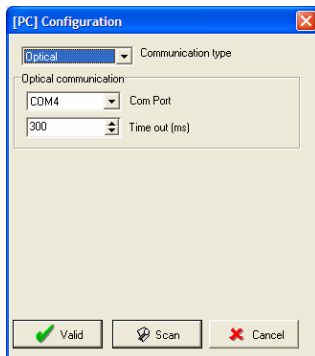 [PC] Configuration
Optical Communication type
Optical communication
COM4 Com Port
300 Time out (ms)
Valid Scan Cancel